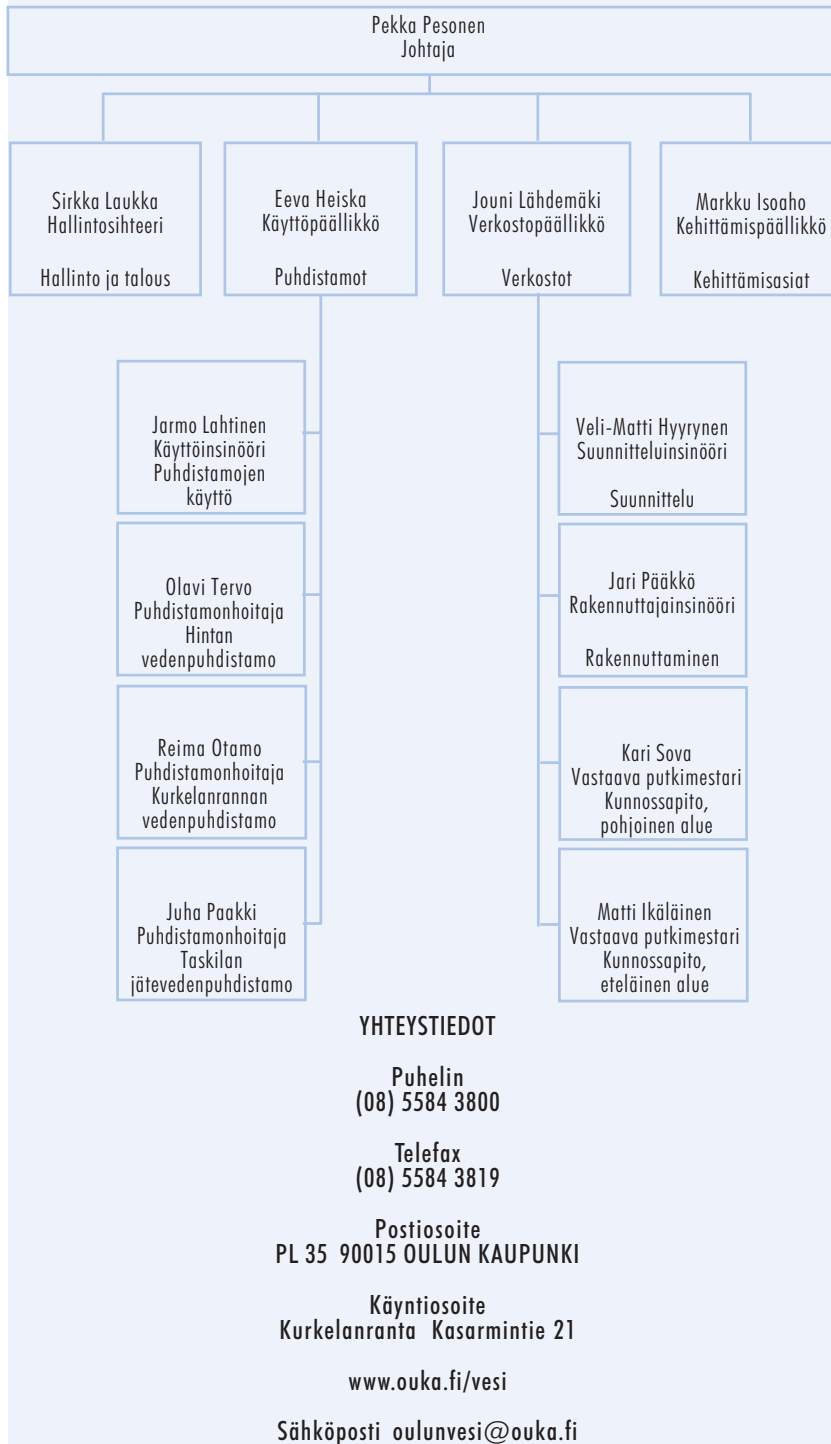 Pekka Pesonen
Johtaja
Sirkka Laukka
Hallintosihteeri
Hallinto ja talous
Eeva Heiska
Käyttöpäällikkö
Puhdistamot
Jouni Lähdemäki
Verkostopäällikkö
Verkostot
Markku Isoaho
Kehittämispäällikkö
Kehittämisasiat
Jarmo Lahtinen
Käyttöinsinööri
Puhdistamojen
käyttö
Olavi Tervo
Puhdistamonhoitaja
Hintan
vedenpuhdistamo
Reima Otamo
Puhdistamonhoitaja
Kurkelanrannan
vedenpuhdistamo
Juha Paakki
Puhdistamonhoitaja
Taskilan
jätevedenpuhdistamo
Veli-Matti Hyyrynen
Suunnitteluinsinööri
Suunnittelu
Jari Pääkkö
Rakennuttajainsinööri
Rakennuttaminen
Kari Sova
Vastaava putkimestari
Kunnossapito,
pohjoinen alue
Matti Ikäläinen
Vastaava putkimestari
Kunnossapito,
eteläinen alue
YHTEYSTIEDOT
Puhelin
(08) 5584 3800
Telefax
(08) 5584 3819
Postiosoite
PL 35 90015 OULUN KAUPUNKI
Käyntiosoite
Kurkelanranta Kasarmintie 21
www.ouka.fi/vesi
Sähköposti oulunvesi@ouka.fi